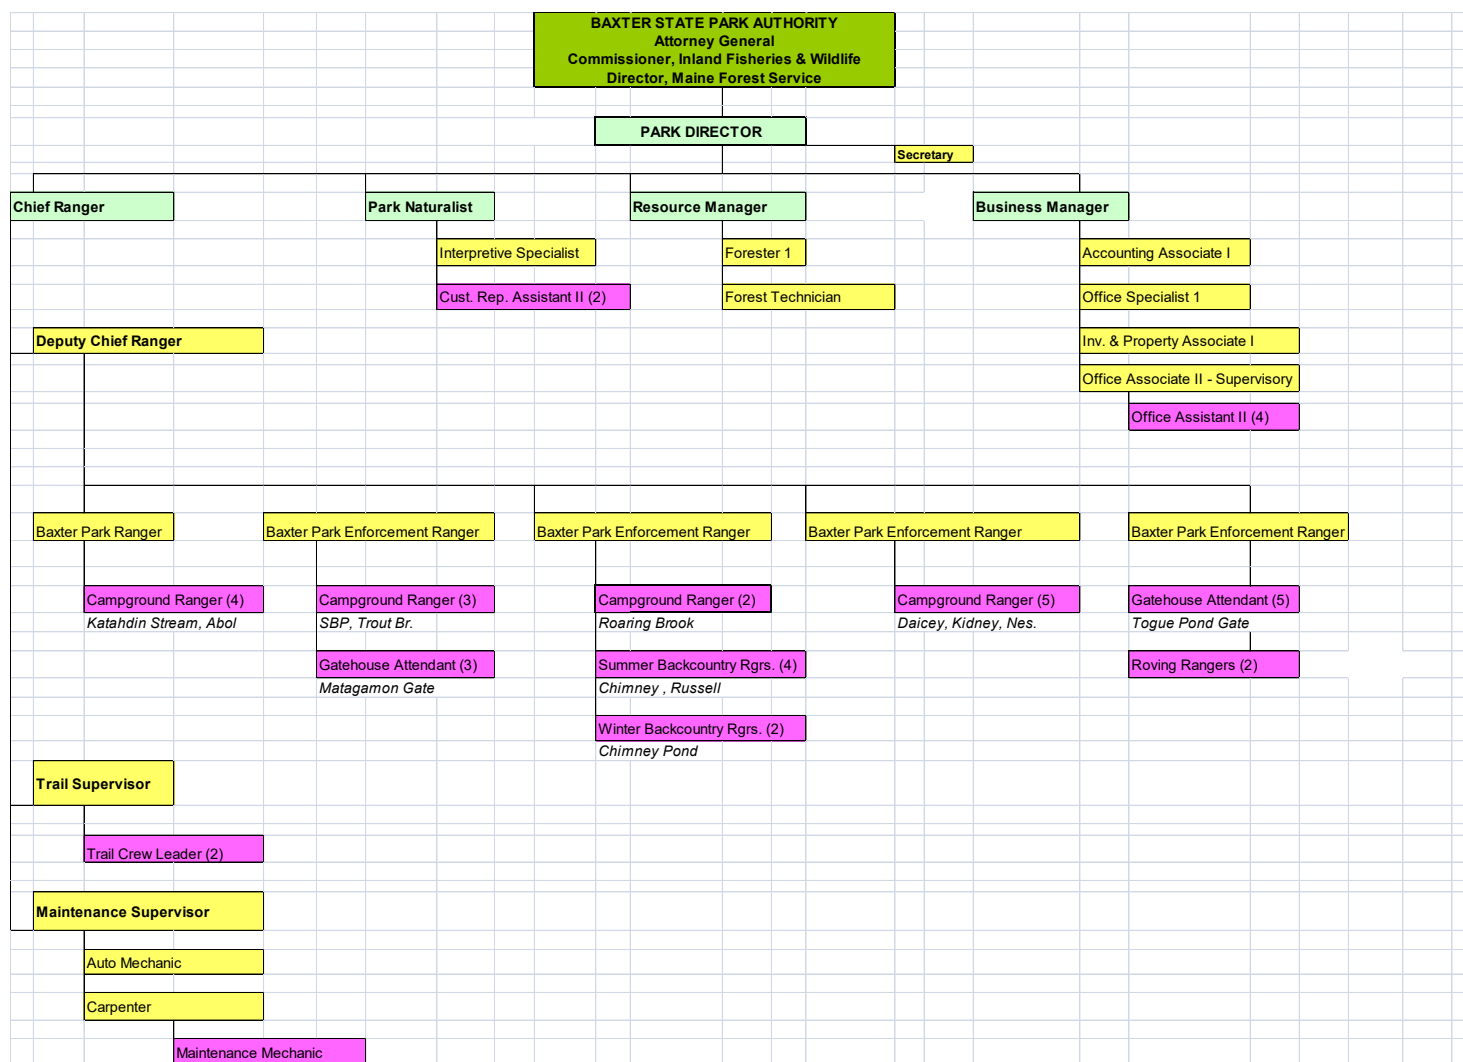 BAXTER STATE PARK AUTHORITY
Attorney General
Commissioner, Inland Fisheries & Wildlife
Director, Maine Forest Service
PARK DIRECTOR
Secretary
Chief Ranger
Park Naturalist
Resource Manager
Business Manager
Interpretive Specialist
Forester 1
Accounting Associate I
Cust. Rep. Assistant II (2)
Forest Technician
Office Specialist 1
Deputy Chief Ranger
Inv. & Property Associate I
Office Associate II - Supervisory
Office Assistant II (4)
Baxter Park Ranger
Baxter Park Enforcement Ranger
Baxter Park Enforcement Ranger
Baxter Park Enforcement Ranger
Baxter Park Enforcement Ranger
Campground Ranger (4)
Campground Ranger (3)
Campground Ranger (2)
Campground Ranger (5)
Gatehouse Attendant (5)
Katahdin Stream, Abol
SBP, Trout Br.
Roaring Brook
Daicey, Kidney, Nes.
Togue Pond Gate
Gatehouse Attendant (3)
Summer Backcountry Rgrs. (4)
Roving Rangers (2)
Matagamon Gate
Chimney , Russell
Winter Backcountry Rgrs. (2)
Chimney Pond
Trail Supervisor
Trail Crew Leader (2)
Maintenance Supervisor
Auto Mechanic
Carpenter
Maintenance Mechanic